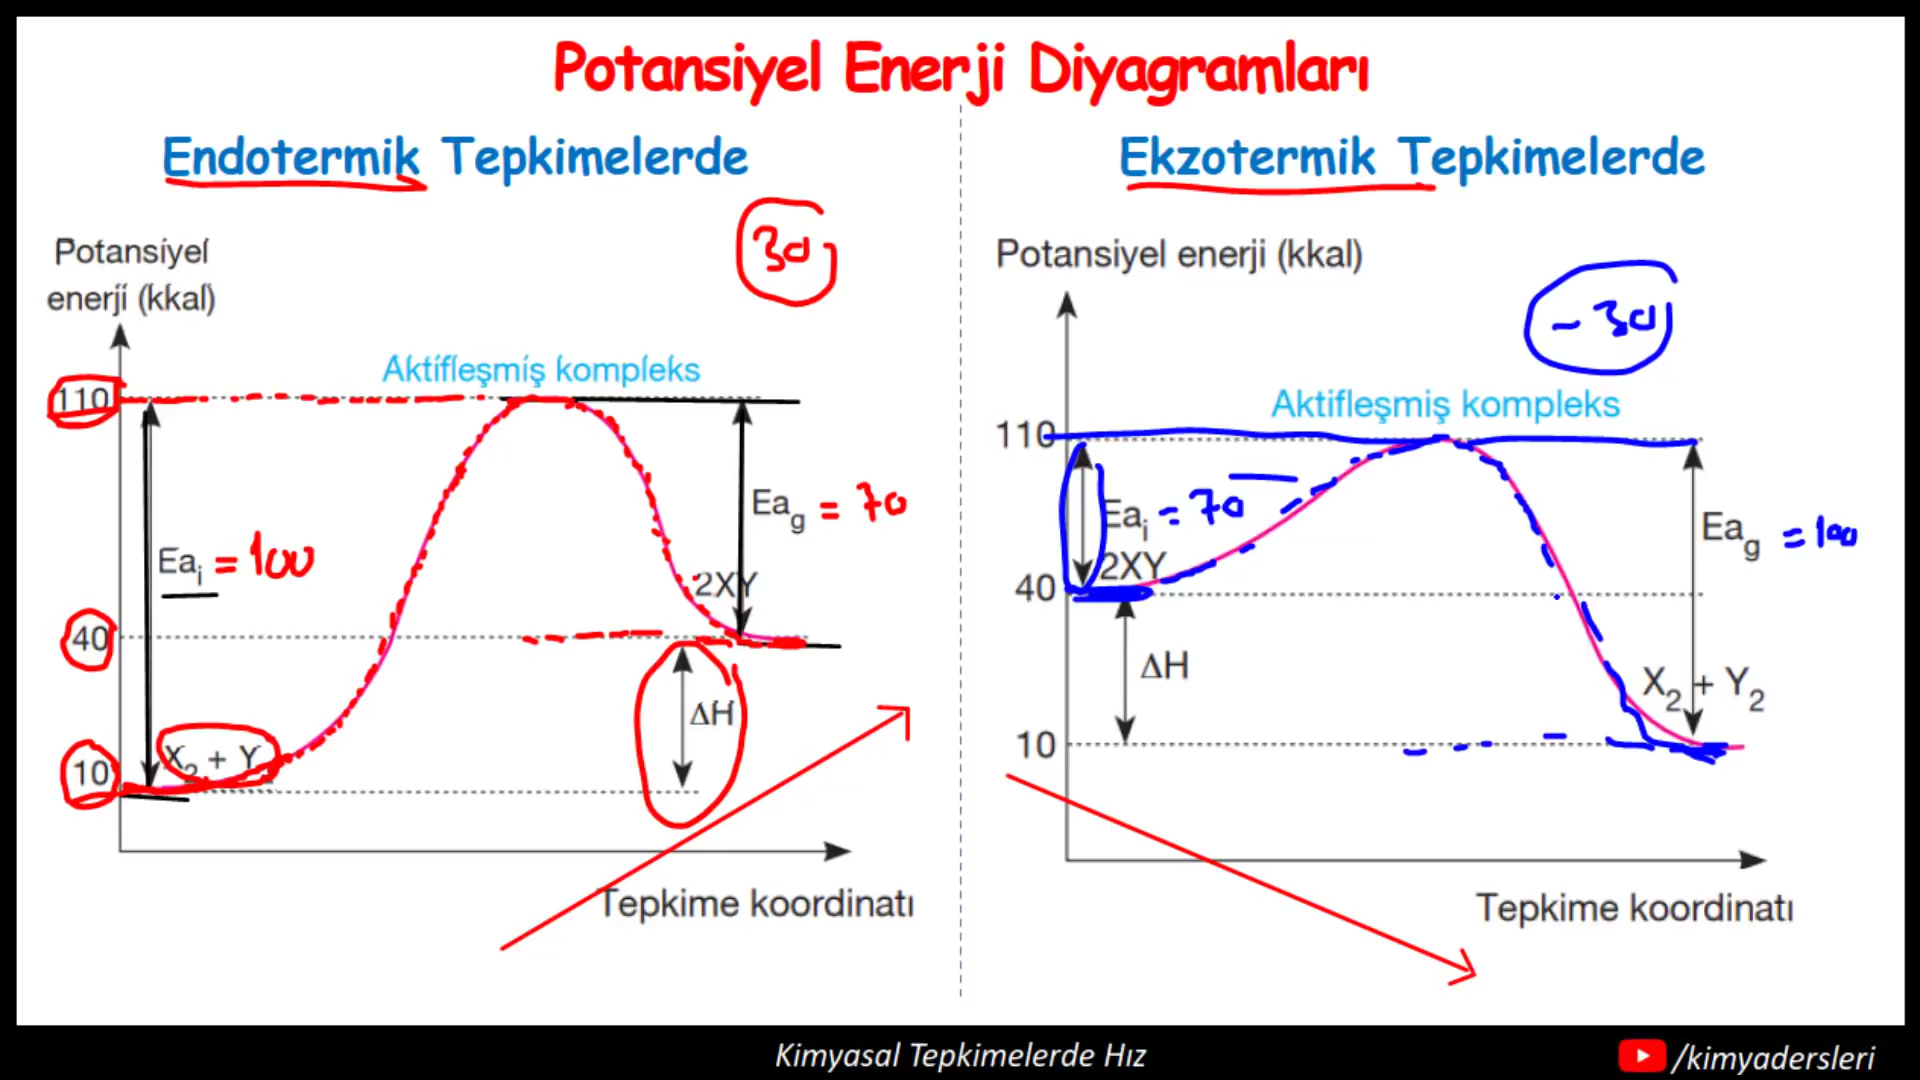 Potansiyel Enerji Diyagramları
Endotermik Tepkimelerde
30
Potansiyel
enerji (kkal)
Aktifleşmiş kompleks
110
Eag = 70
Eai = 100
2XY
40
ΔH
X2 + Y2
10
Tepkime koordinatı
Ekzotermik Tepkimelerde
Potansiyel enerji (kkal)
-30
Aktifleşmiş kompleks
110
Eai = 70
Eag = 100
2XY
40
ΔH
X2 + Y2
10
Tepkime koordinatı
Kimyasal Tepkimelerde Hız
/kimyadersleri